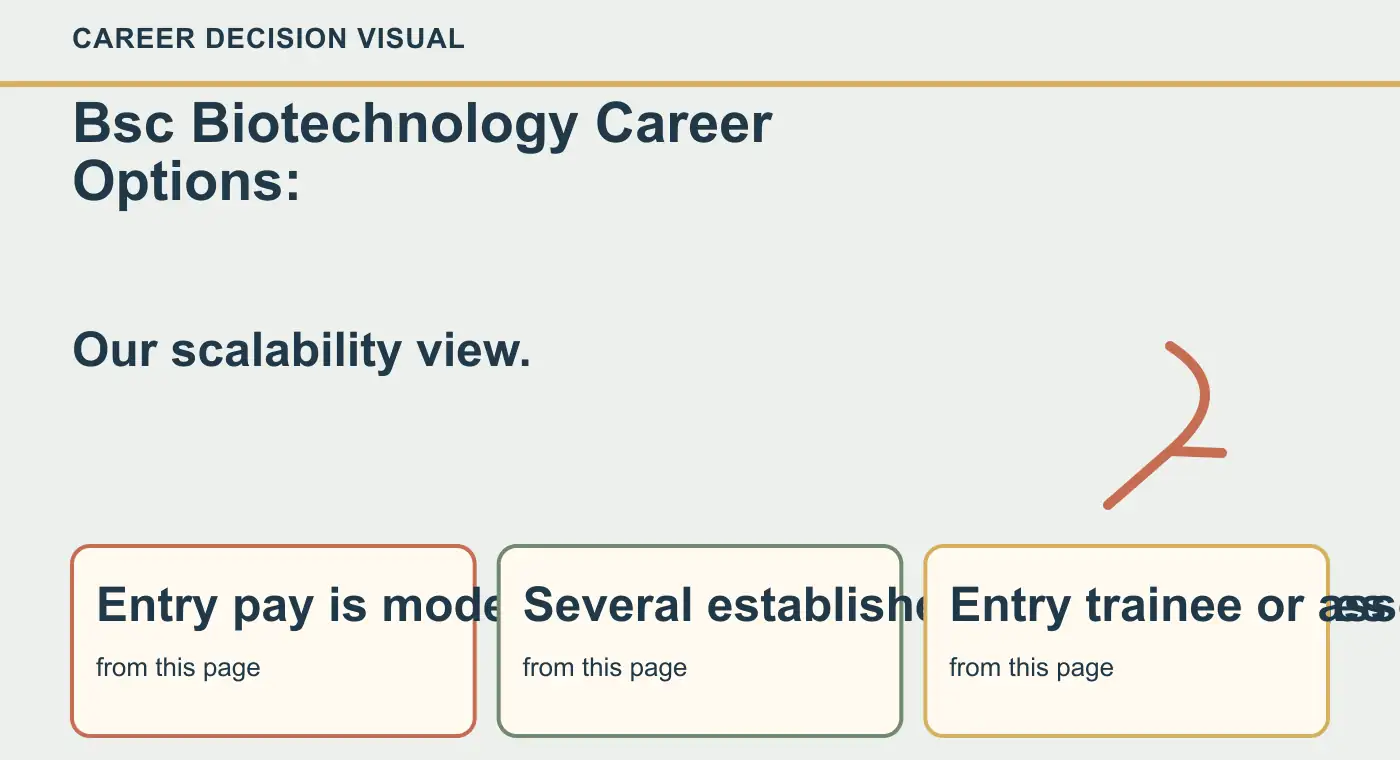 CAREER DECISION VISUAL
Bsc Biotechnology Career
Options:
Our scalability view.
Entry pay is mode
Several establishe
Entry trainee or
from this page
from this page
from this page